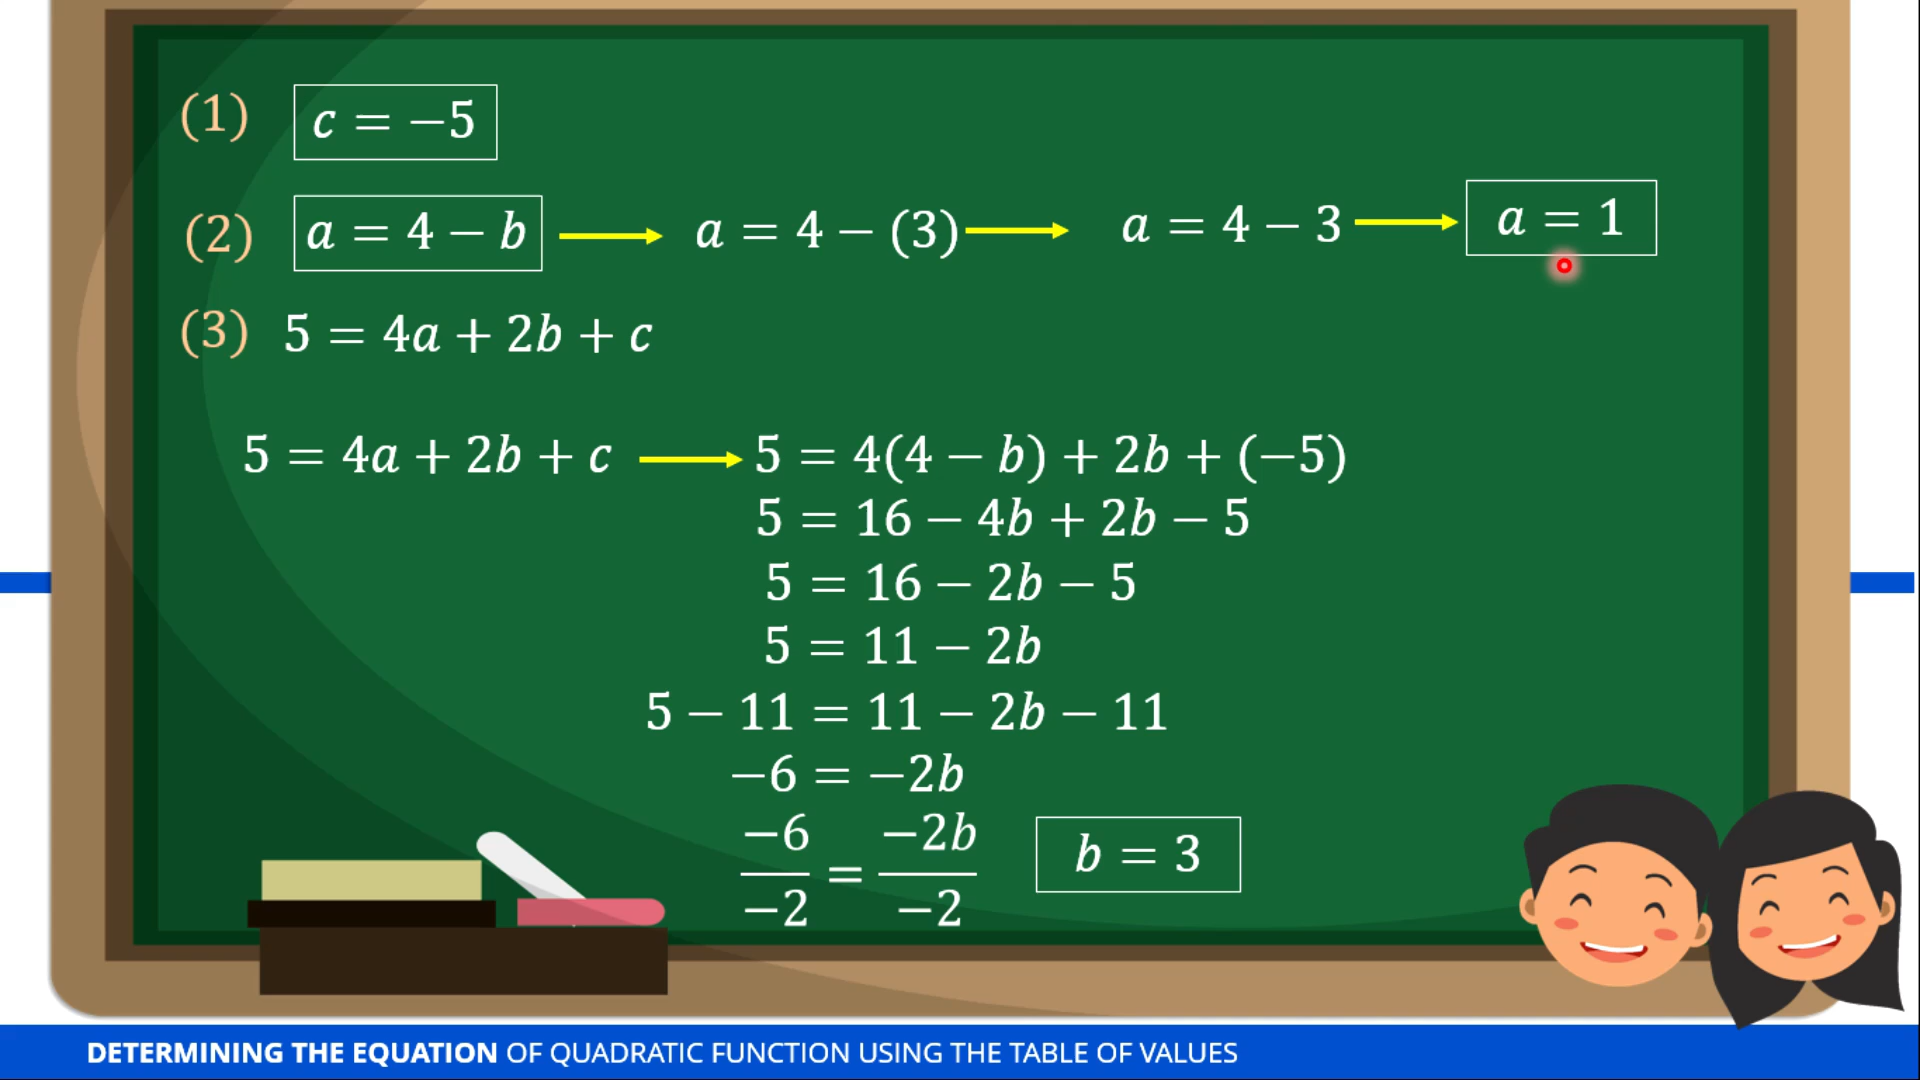 (1) c = −5
(2) a = 4 − b a = 4 − (3) a = 4 − 3 a = 1
(3) 5 = 4a + 2b + c
5 = 4a + 2b + c 5 = 4(4 − b) + 2b + (−5)
5 = 16 − 4b + 2b − 5
5 = 16 − 2b − 5
5 = 11 − 2b
5 − 11 = 11 − 2b − 11
−6 = −2b
−6/−2 = −2b/−2 b = 3
DETERMINING THE EQUATION OF QUADRATIC FUNCTION USING THE TABLE OF VALUES